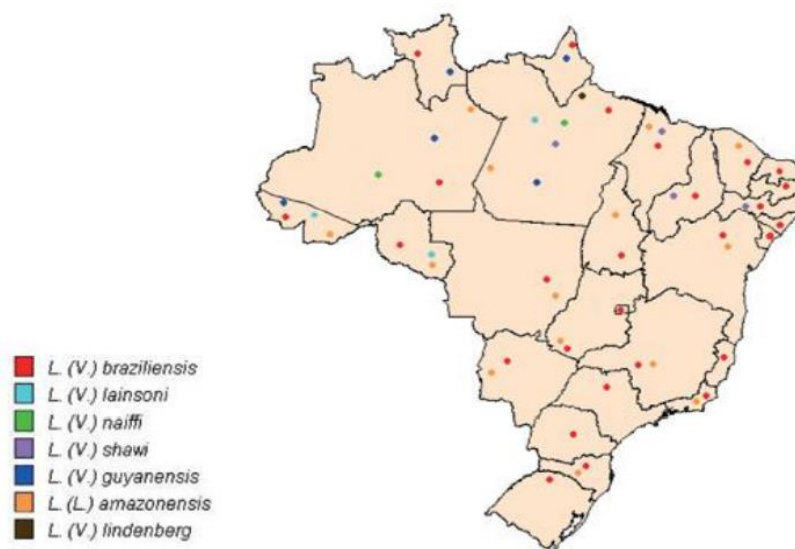 L. (V.) braziliensis
L. (V.) lainsoni
L. (V.) naiffi
L. (V.) shawi
L. (V.) guyanensis
L. (L.) amazonensis
L. (V.) lindenberg